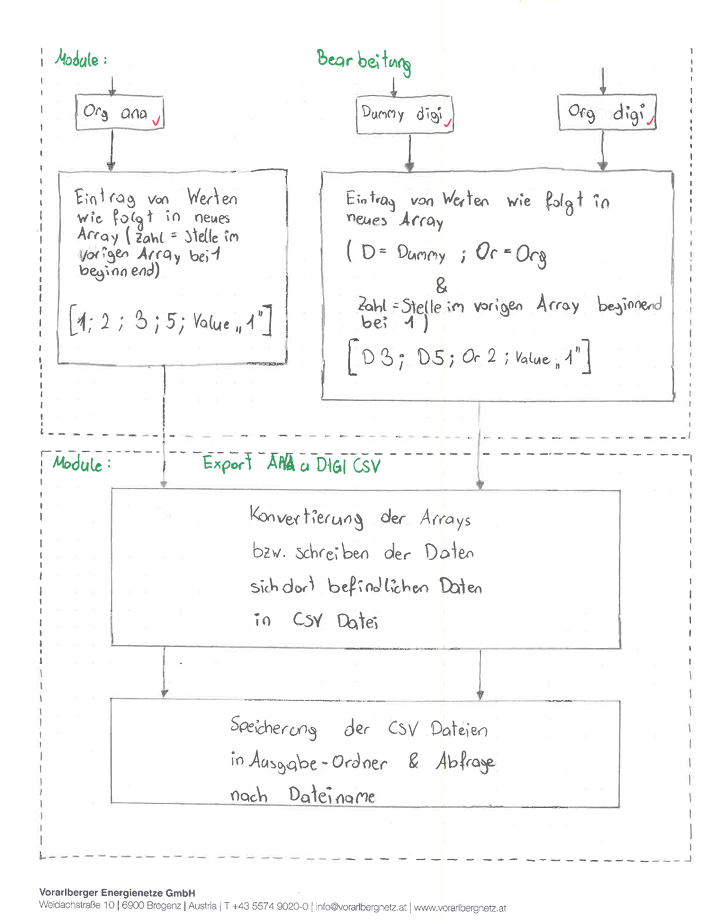 Module: Bearbeitung
Org ana
Dummy digi
Org digi
Eintrag von Werten
wie folgt in neues
Array (Zahl = Stelle im
vorigen Array bei 1
beginnend)
[1; 2 ; 3 ; 5; Value „1"]
Eintrag von Werten wie folgt in
neues Array
( D = Dummy ; Or = Org
&
Zahl = Stelle im vorigen Array beginnend
bei 1 )
[D3; D5; Or 2 ; Value „1"]
Module: Export ANA u DIGI CSV
Konvertierung der Arrays
bzw. schreiben der Daten
sich dort befindlichen Daten
in CSV Datei
Speicherung der CSV Dateien
in Ausgabe-Ordner & Abfrage
nach Dateiname
Vorarlberger Energienetze GmbH
Weidachstraße 10 | 6900 Bregenz | Austria | T +43 5574 9020-0 | info@vorarlbergnetz.at | www.vorarlbergnetz.at